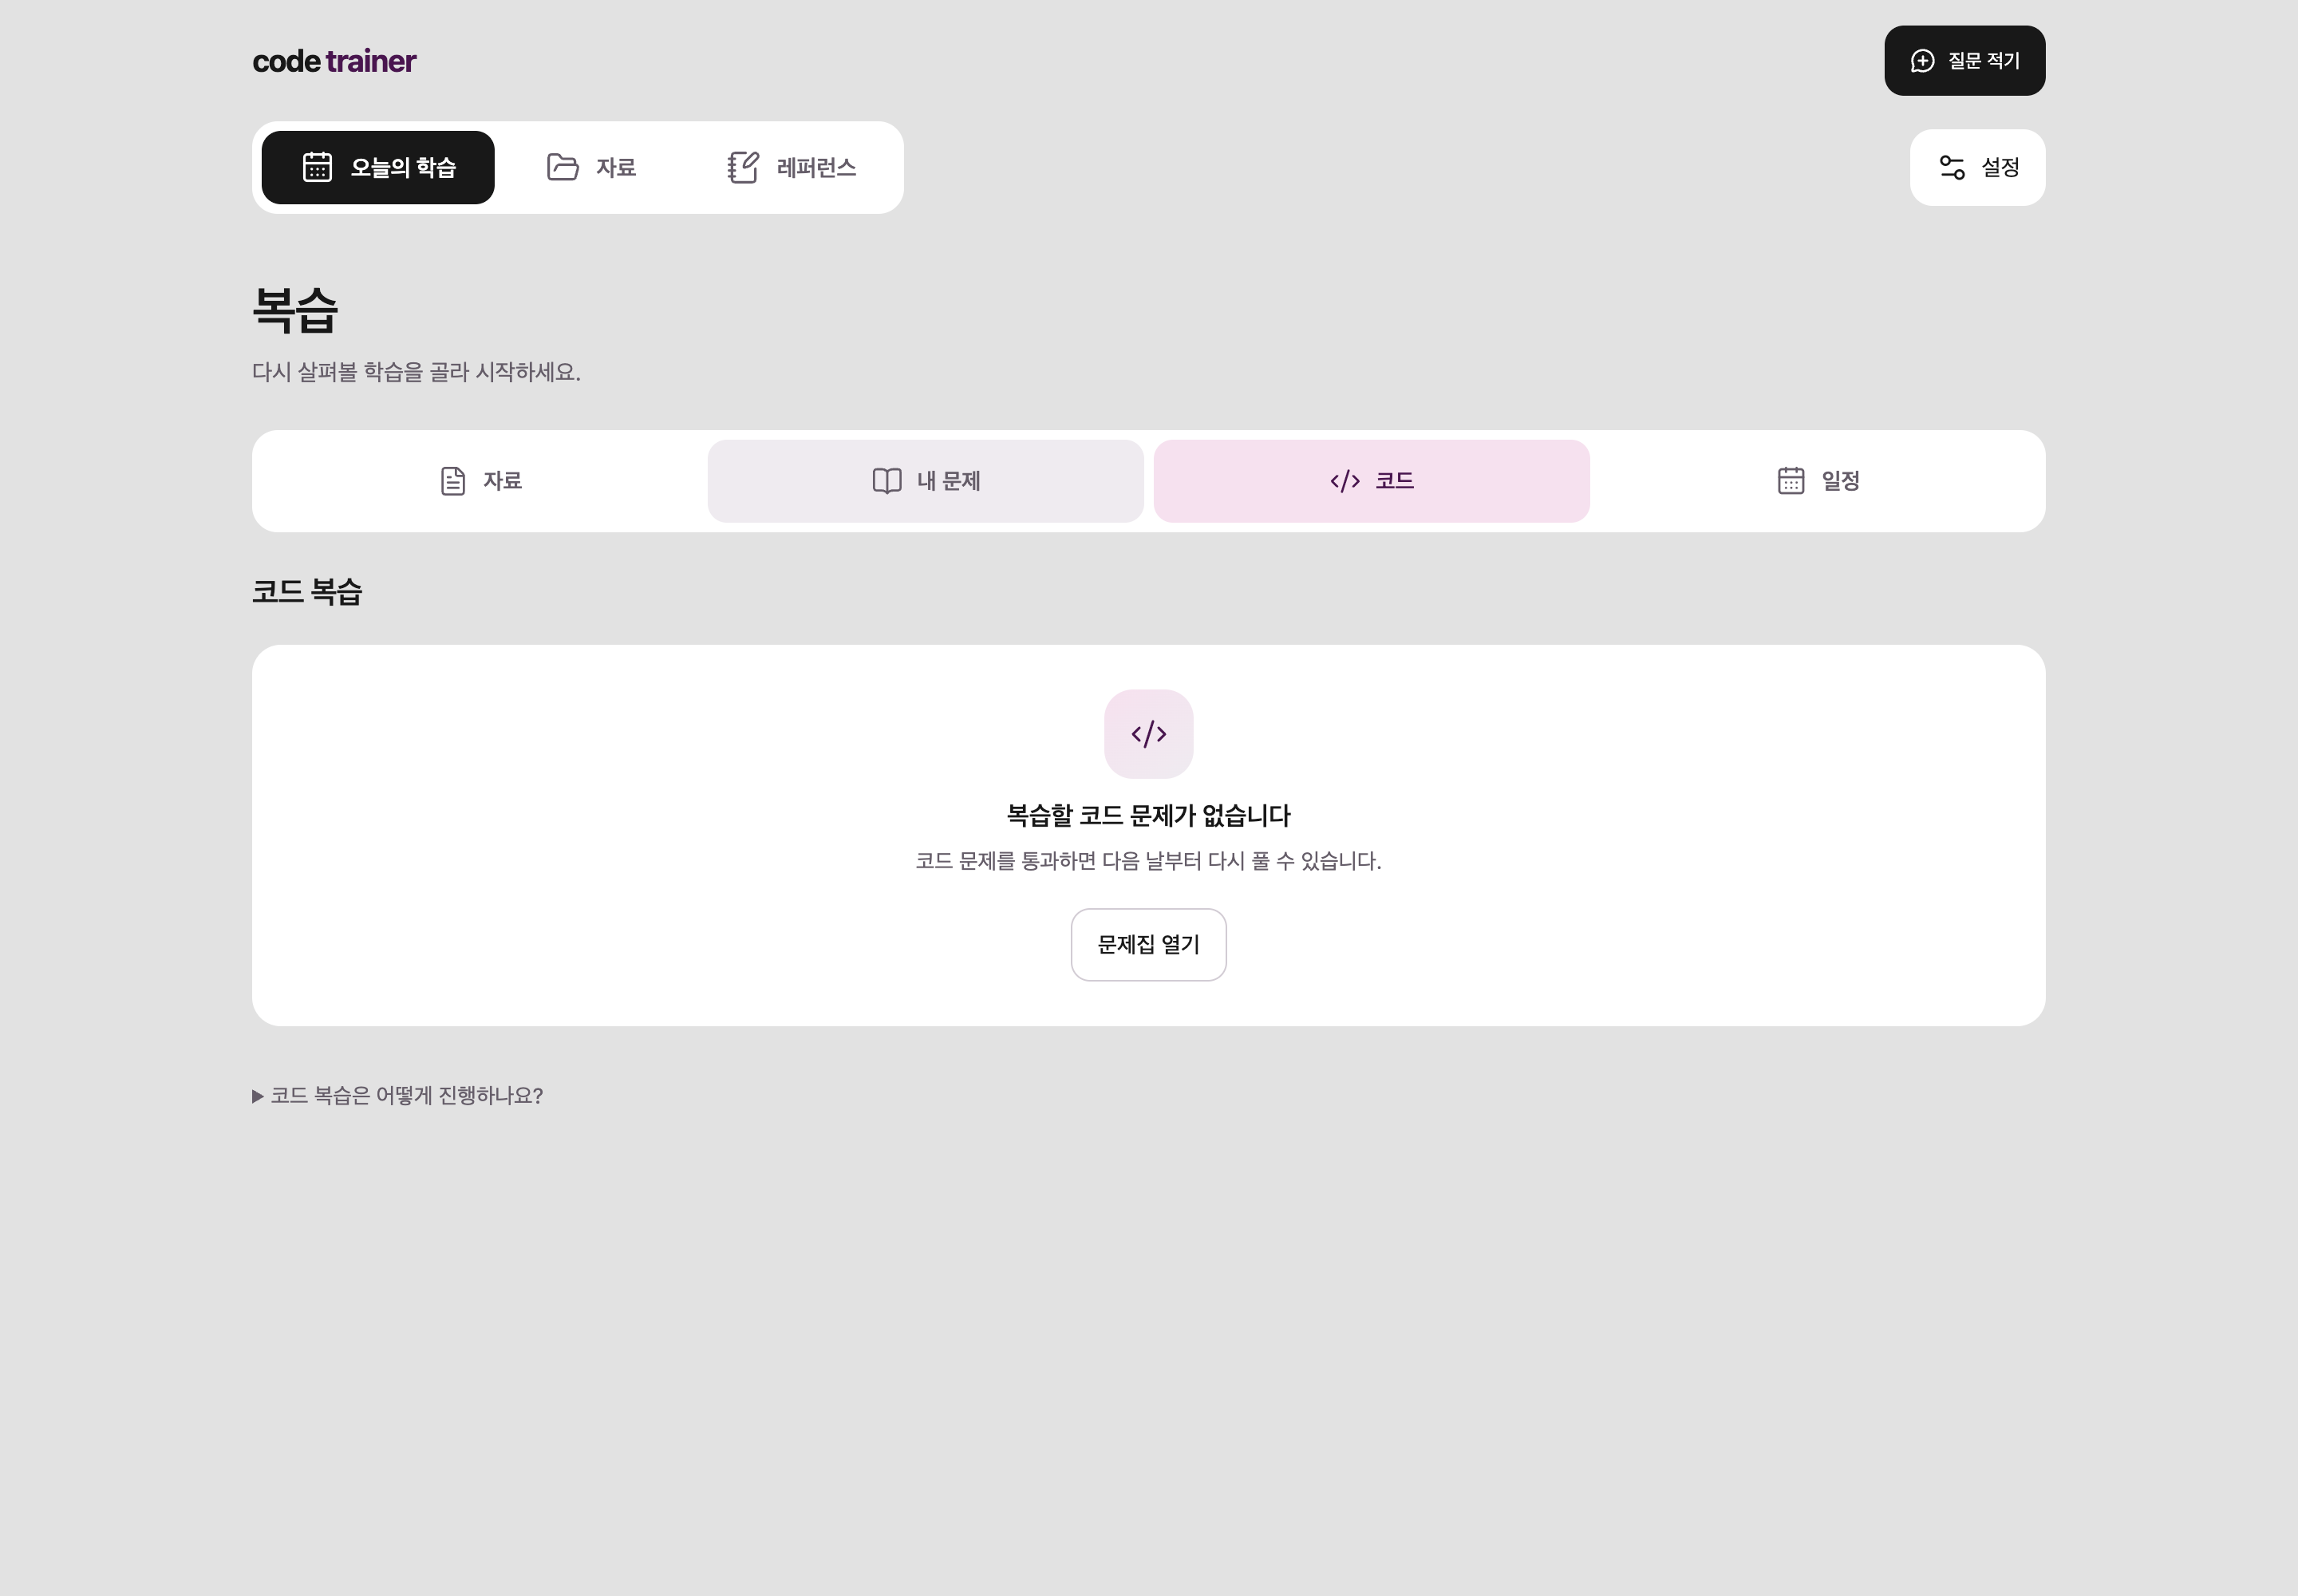 code trainer
질문 적기
오늘의 학습
자료
레퍼런스
설정
복습
다시 살펴볼 학습을 골라 시작하세요.
자료
내 문제
코드
일정
코드 복습
복습할 코드 문제가 없습니다
코드 문제를 통과하면 다음 날부터 다시 풀 수 있습니다.
문제집 열기
코드 복습은 어떻게 진행하나요?